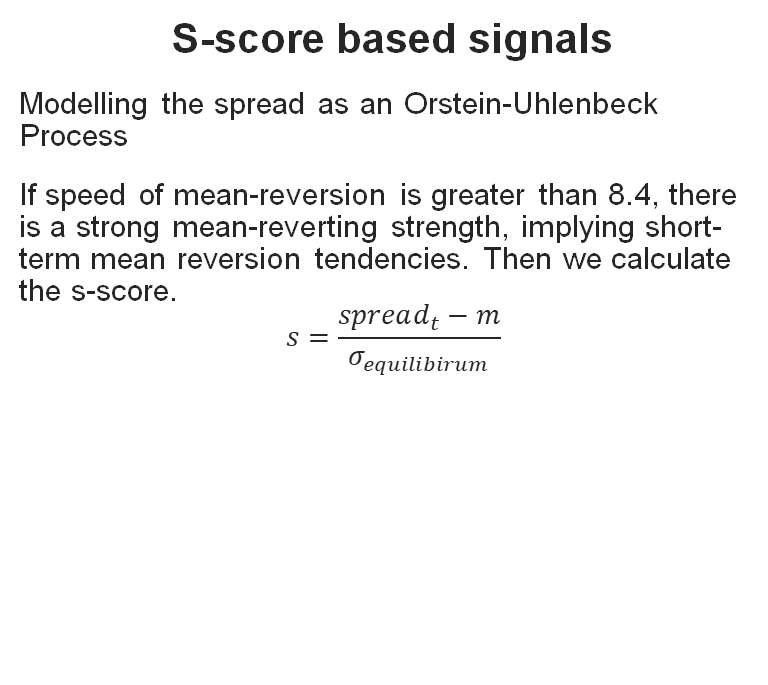 S-score based signals
Modelling the spread as an Orstein-Uhlenbeck
Process
If speed of mean-reversion is greater than 8.4, there
is a strong mean-reverting strength, implying short-
term mean reversion tendencies. Then we calculate
the s-score.
s = \frac{spread_t - m}{\sigma_{equilibirum}}